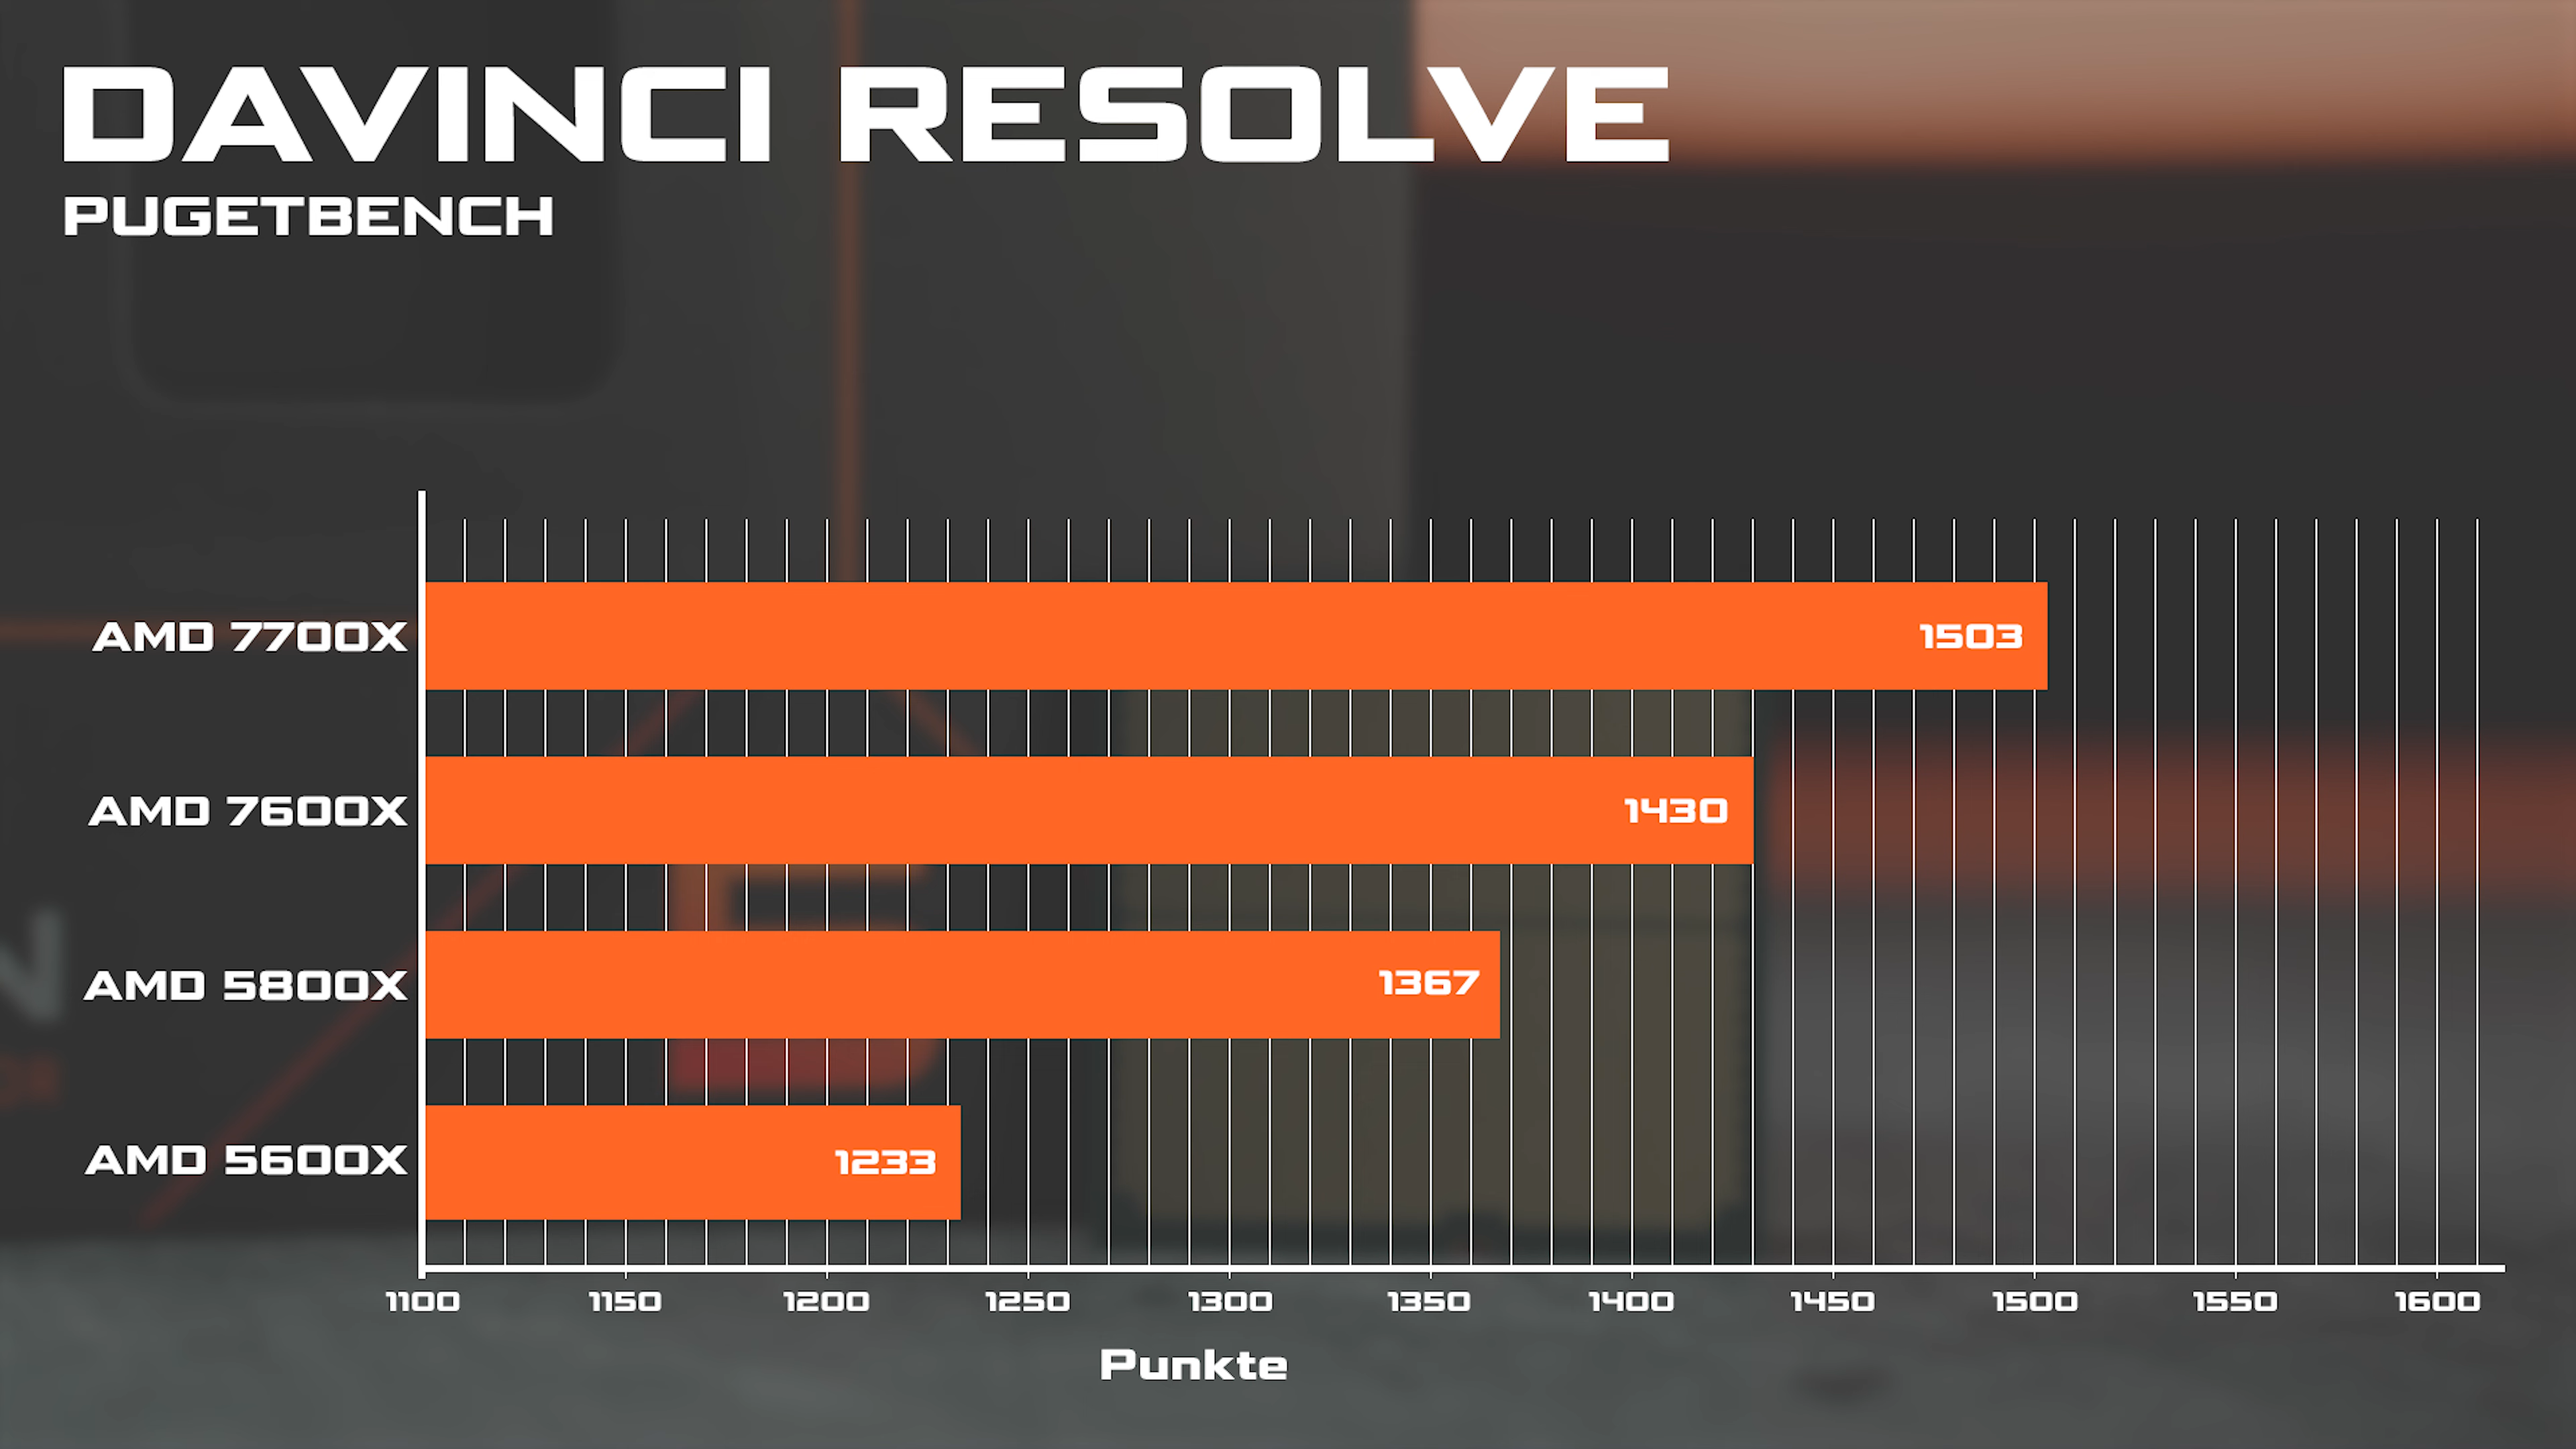 DAVINCI RESOLVE
PUGETBENCH
AMD 7700X 1503
AMD 7600X 1430
AMD 5800X 1367
AMD 5600X 1233
1100 1150 1200 1250 1300 1350 1400 1450 1500 1550 1600
Punkte